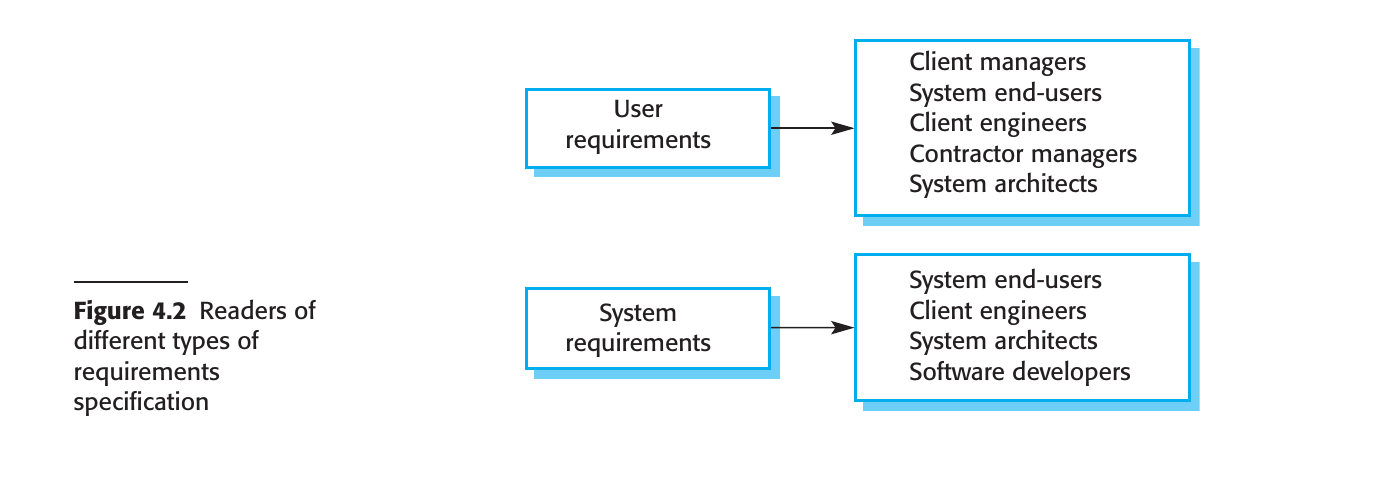 User
requirements
Client managers
System end-users
Client engineers
Contractor managers
System architects
System
requirements
System end-users
Client engineers
System architects
Software developers
Figure 4.2 Readers of
different types of
requirements
specification